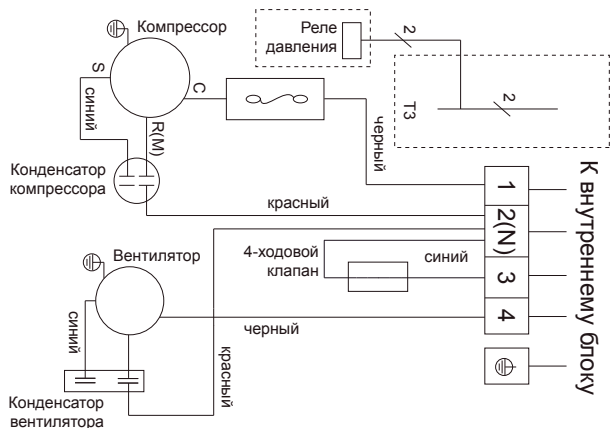 Компрессор
Реле
давления
2
2
T3
S
C
R(M)
синий
черный
Конденсатор
компрессора
красный
1
2(N)
3
4
К внутреннему блоку
4-ходовой
клапан
синий
Вентилятор
синий
черный
красный
Конденсатор
вентилятора